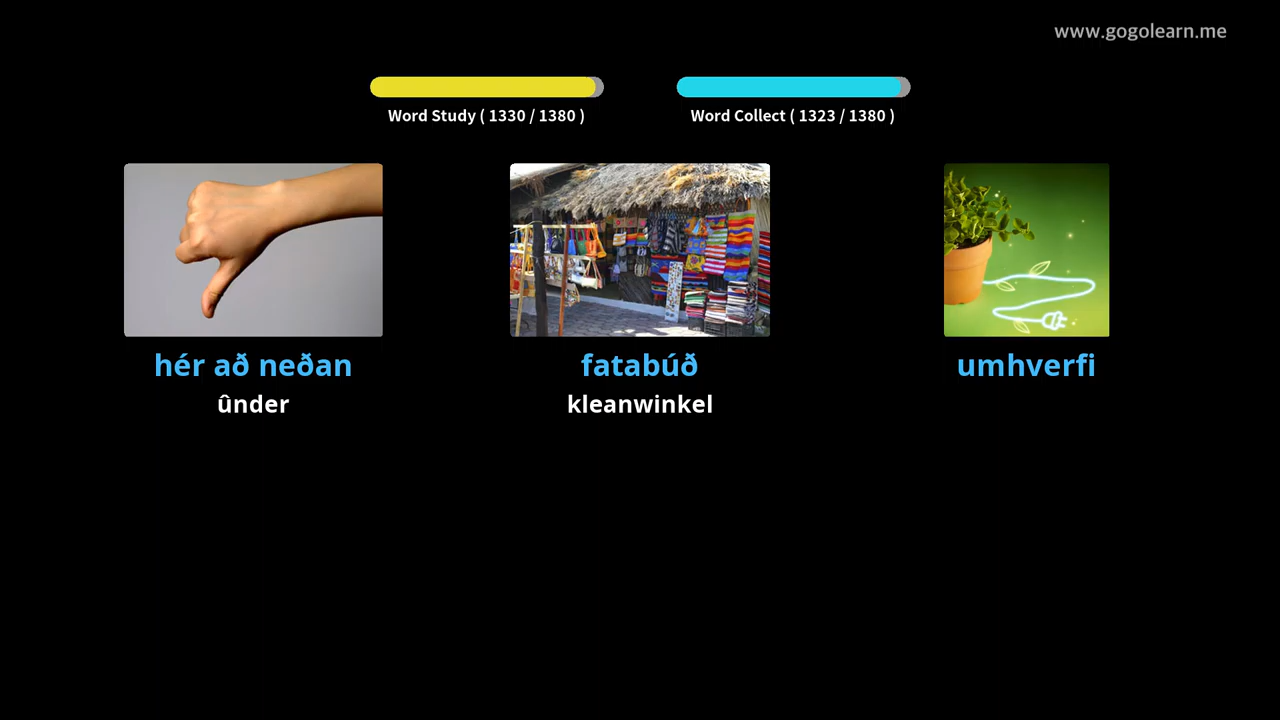 www.gogolearn.me
Word Study ( 1330 / 1380 )
Word Collect ( 1323 / 1380 )
hér að neðan
fatabúð
umhverfi
ûnder
kleanwinkel